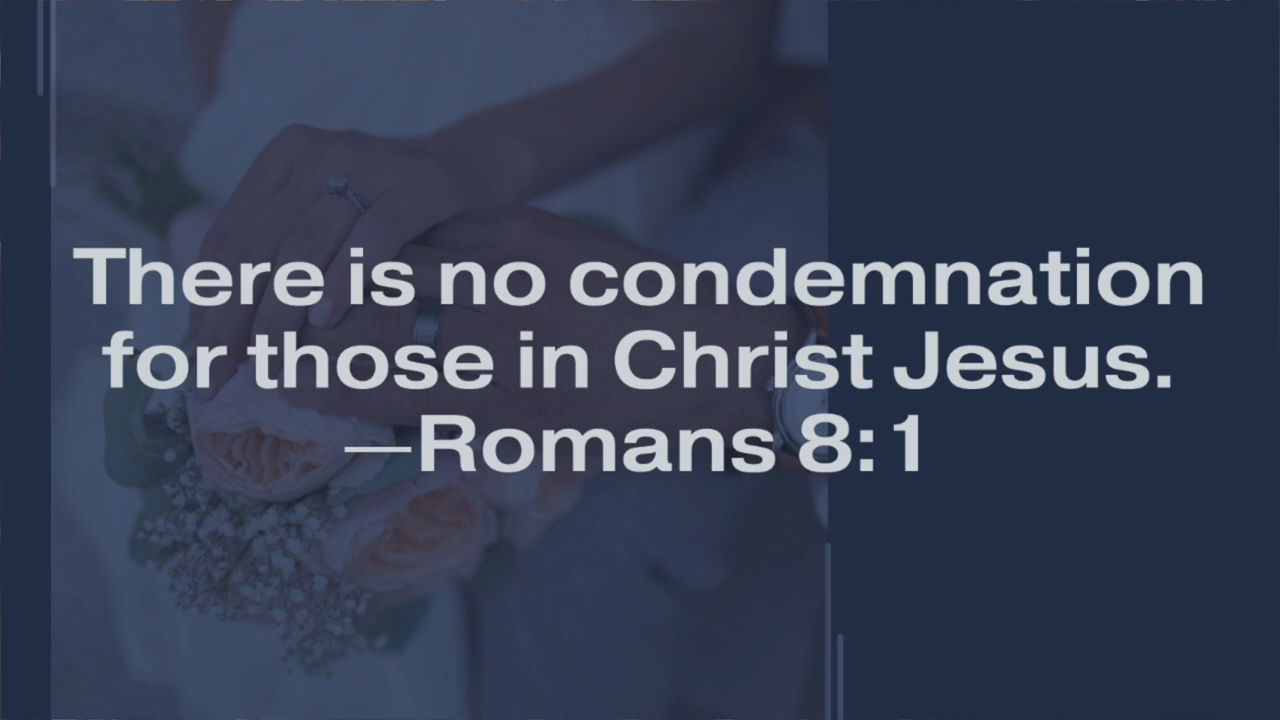 There is no condemnation
for those in Christ Jesus.
—Romans 8:1